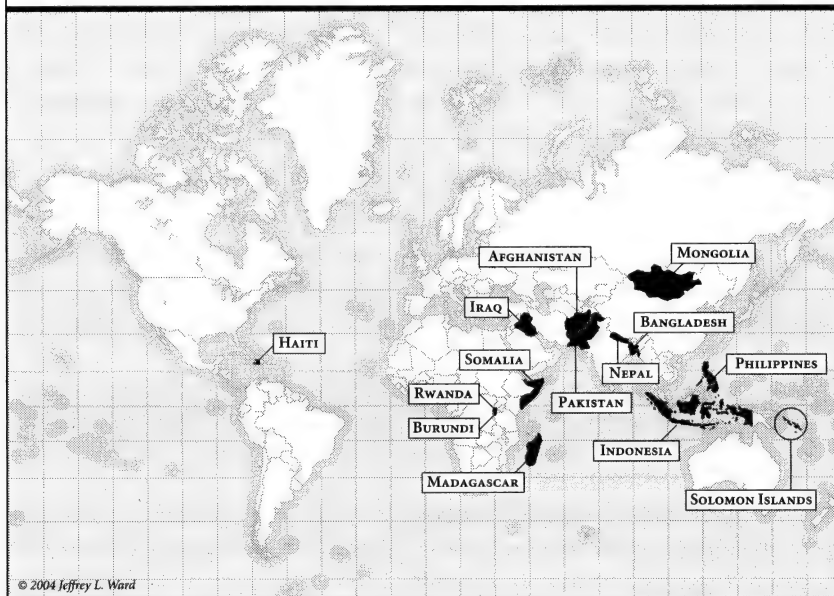 AFGHANISTAN
MONGOLIA
IRAQ
BANGLADESH
HAITI
SOMALIA
NEPAL
PHILIPPINES
RWANDA
PAKISTAN
BURUNDI
INDONESIA
MADAGASCAR
SOLOMON ISLANDS
© 2004 Jeffrey L. Ward